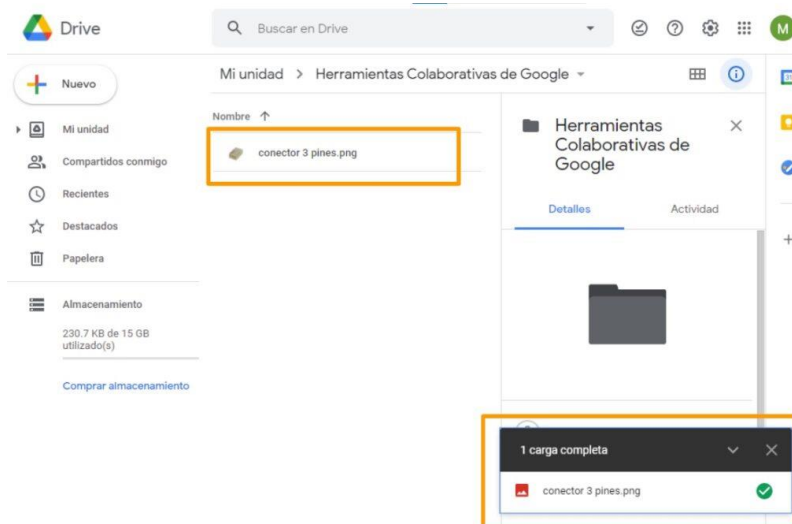 Drive
Buscar en Drive
M
Nuevo
Mi unidad > Herramientas Colaborativas de Google
Nombre
conector 3 pines.png
Mi unidad
Compartidos conmigo
Recientes
Destacados
Papelera
Almacenamiento
230.7 KB de 15 GB
utilizado(s)
Comprar almacenamiento
Herramientas
Colaborativas de
Google
Detalles
Actividad
1 carga completa
conector 3 pines.png